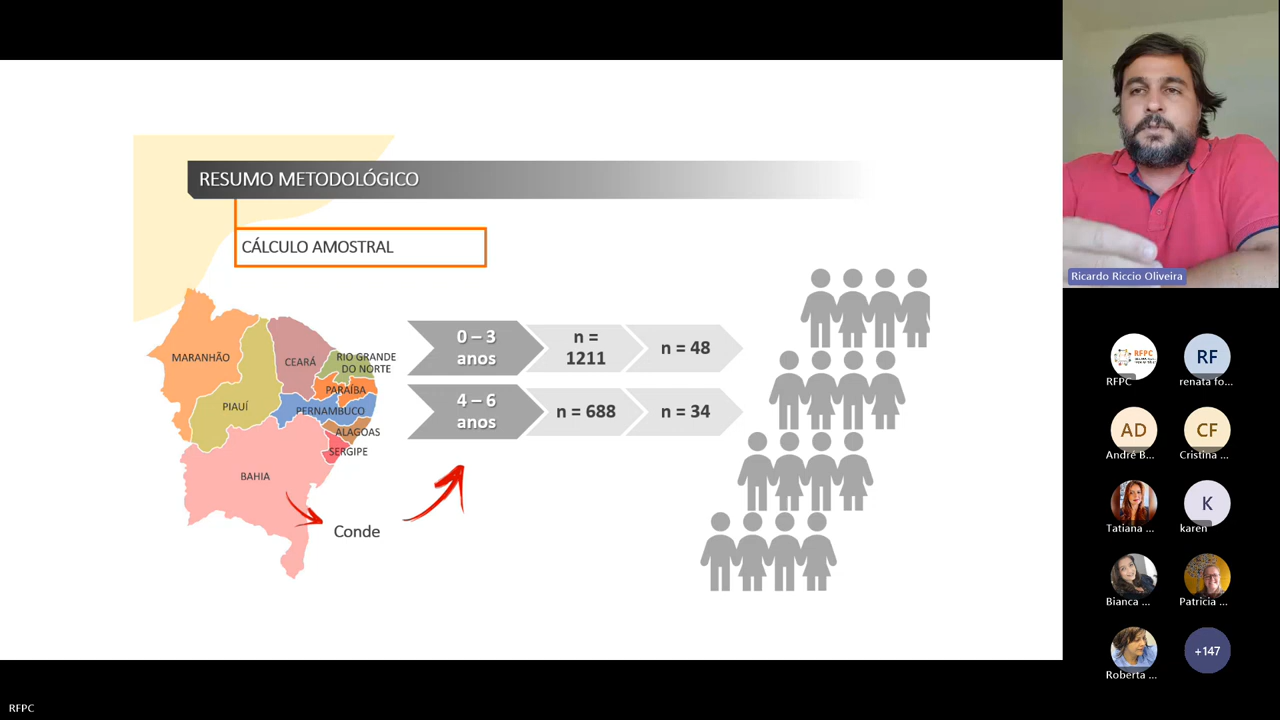 RESUMO METODOLÓGICO
CÁLCULO AMOSTRAL
MARANHÃO
CEARÁ
RIO GRANDE
DO NORTE
PARAÍBA
PIAUÍ
PERNAMBUCO
ALAGOAS
SERGIPE
BAHIA
Conde
0 – 3
anos
n =
1211
n = 48
4 – 6
anos
n = 688
n = 34
Ricardo Riccio Oliveira
RFPC
RFPC
RF
renata fo...
AD
André B...
CF
Cristina ...
Tatiana ...
K
karen
Bianca ...
Patricia ...
Roberta ...
+147
RFPC